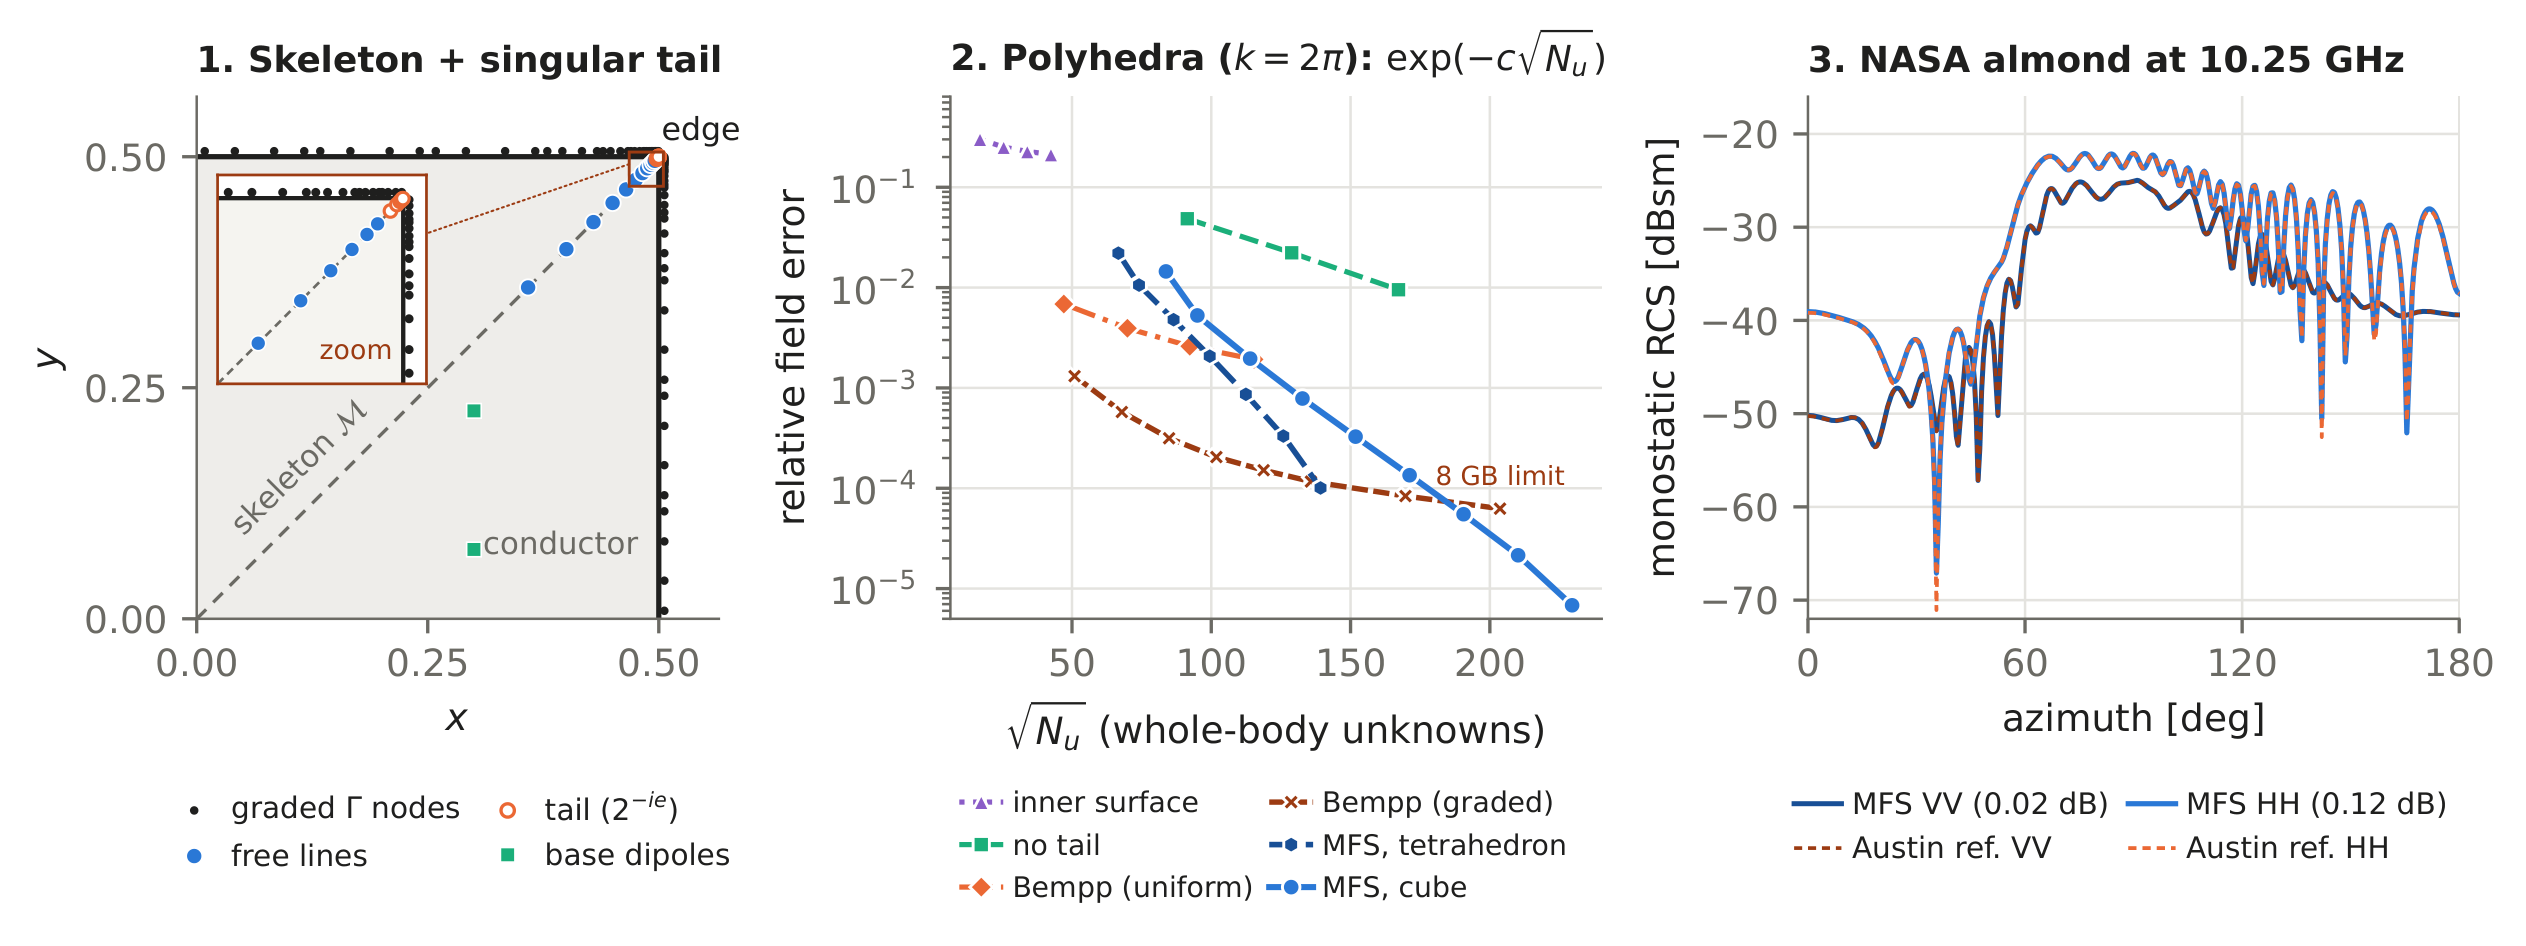 1. Skeleton + singular tail
edge
0.50
0.25
0.00
y
zoom
skeleton ℳ
conductor
0.00 0.25 0.50
x
graded Γ nodes
tail (2^{-ie})
free lines
base dipoles
2. Polyhedra (k = 2π): exp(−c√N_u)
relative field error
10^{−1}
10^{−2}
10^{−3}
10^{−4}
10^{−5}
8 GB limit
50 100 150 200
√N_u (whole-body unknowns)
inner surface
Bempp (graded)
no tail
MFS, tetrahedron
Bempp (uniform)
MFS, cube
3. NASA almond at 10.25 GHz
monostatic RCS [dBsm]
−20
−30
−40
−50
−60
−70
0 60 120 180
azimuth [deg]
MFS VV (0.02 dB)
MFS HH (0.12 dB)
Austin ref. VV
Austin ref. HH